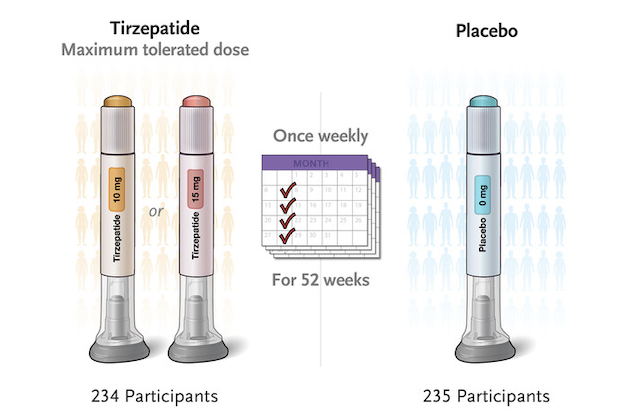 Tirzepatide
Maximum tolerated dose
Placebo
Tirzepatide 10 mg
or
Tirzepatide 15 mg
Once weekly
MONTH
For 52 weeks
Placebo 0 mg
234 Participants
235 Participants